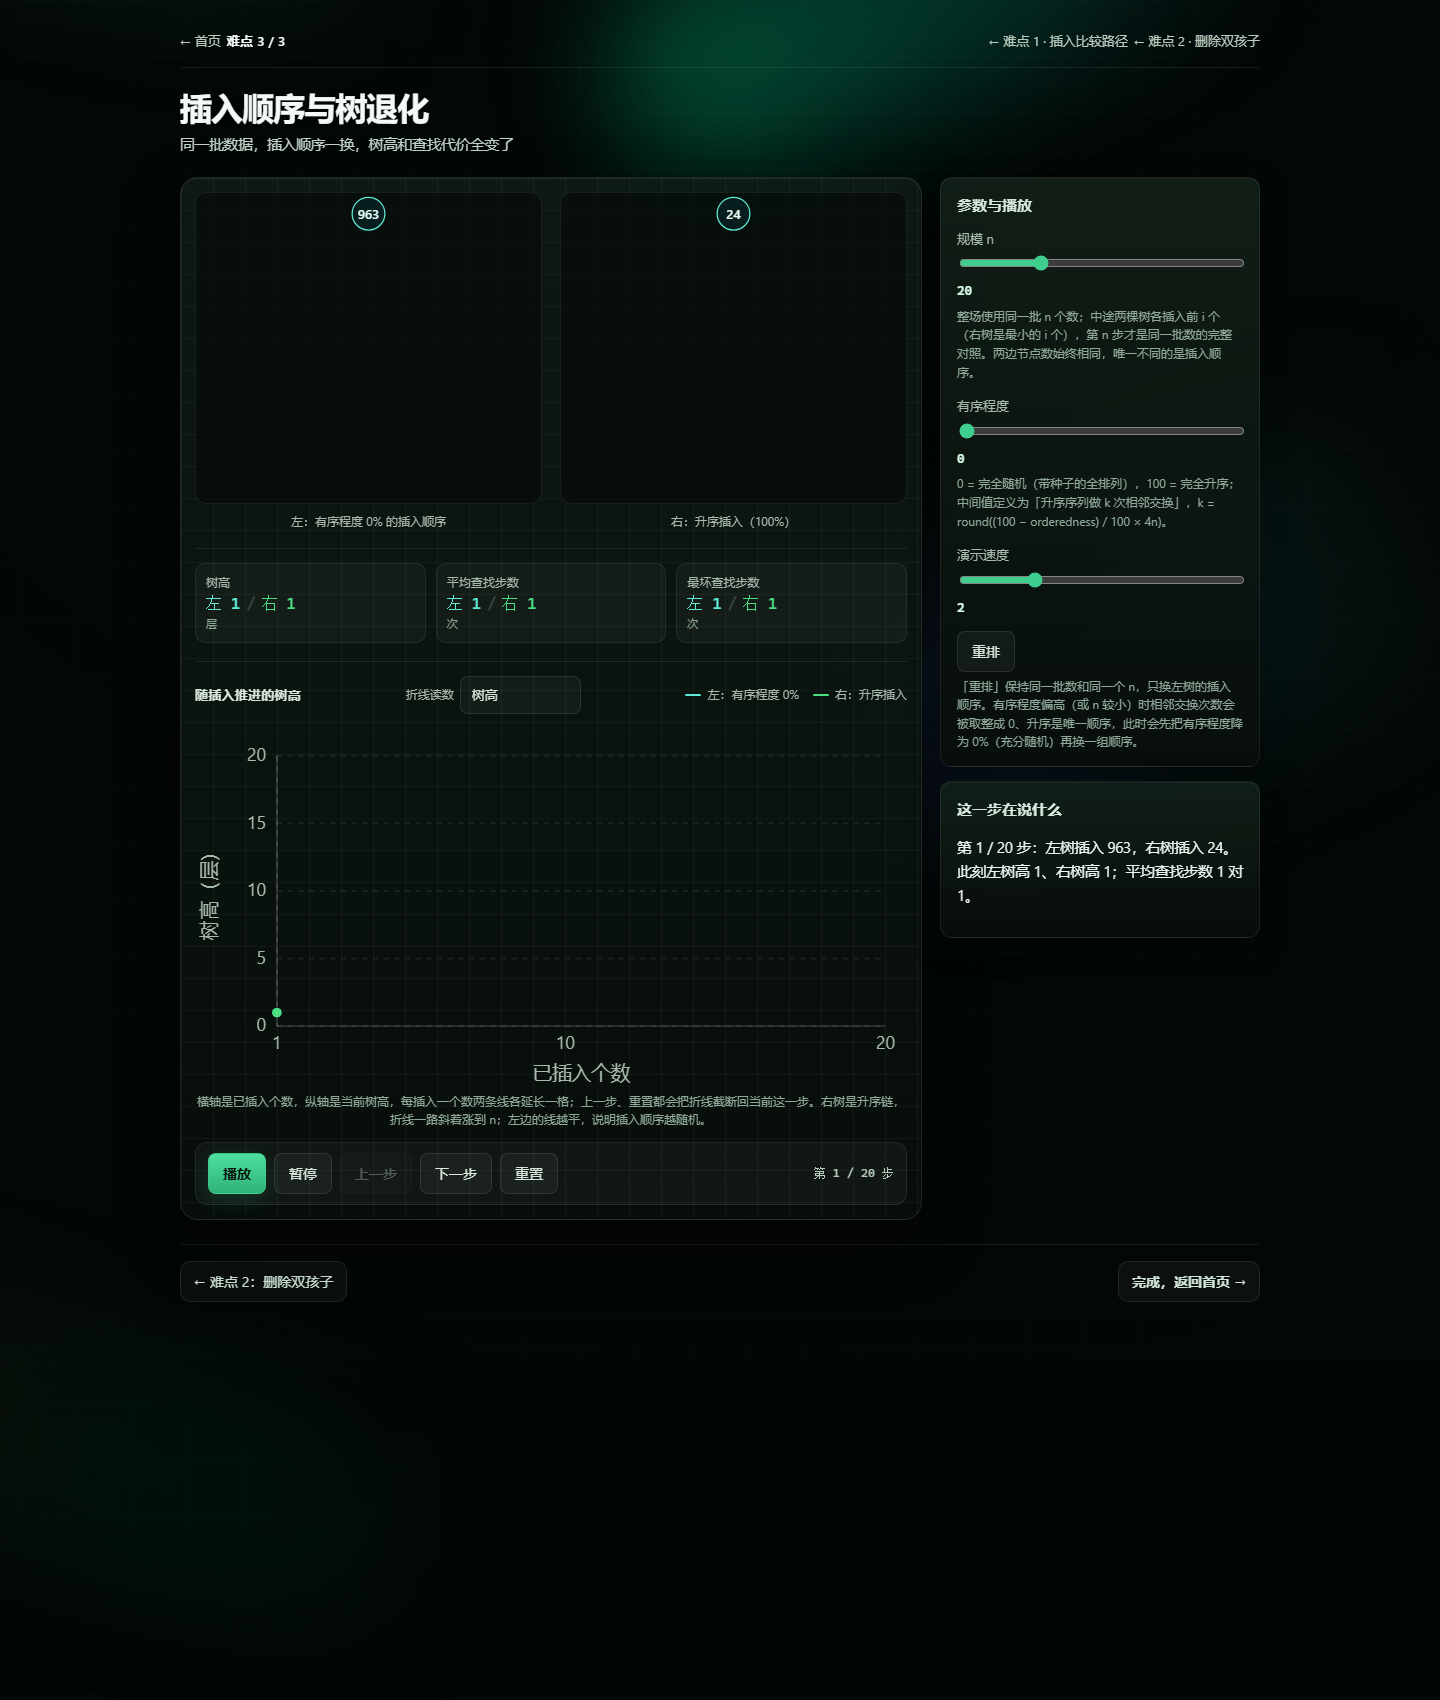 ← 首页 难点 3 / 3
← 难点 1 · 插入比较路径 ← 难点 2 · 删除双孩子
插入顺序与树退化
同一批数据，插入顺序一换，树高和查找代价全变了
963
24
左：有序程度 0% 的插入顺序
右：升序插入（100%）
树高
左 1 / 右 1
层
平均查找步数
左 1 / 右 1
次
最坏查找步数
左 1 / 右 1
次
随插入推进的树高
折线读数
树高
左：有序程度 0%
右：升序插入
20
15
10
5
0
树高（层）
1
10
20
已插入个数
横轴是已插入个数，纵轴是当前树高，每插入一个数两条线各延长一格；上一步、重置都会把折线截断回当前这一步。右树是升序链，
折线一路斜着涨到 n；左边的线越平，说明插入顺序越随机。
播放
暂停
上一步
下一步
重置
第 1 / 20 步
参数与播放
规模 n
20
整场使用同一批 n 个数；中途两棵树各插入前 i 个
（右树是最小的 i 个），第 n 步才是同一批数的完整
对照。两边节点数始终相同，唯一不同的是插入顺
序。
有序程度
0
0 = 完全随机（带种子的全排列），100 = 完全升序；
中间值定义为「升序序列做 k 次相邻交换」，k =
round((100 − orderedness) / 100 × 4n)。
演示速度
2
重排
「重排」保持同一批数和同一个 n，只换左树的插入
顺序。有序程度偏高（或 n 较小）时相邻交换次数会
被取整成 0、升序是唯一顺序，此时会先把有序程度降
为 0%（充分随机）再换一组顺序。
这一步在说什么
第 1 / 20 步：左树插入 963，右树插入 24。
此刻左树高 1、右树高 1；平均查找步数 1 对
1。
← 难点 2：删除双孩子
完成，返回首页 →